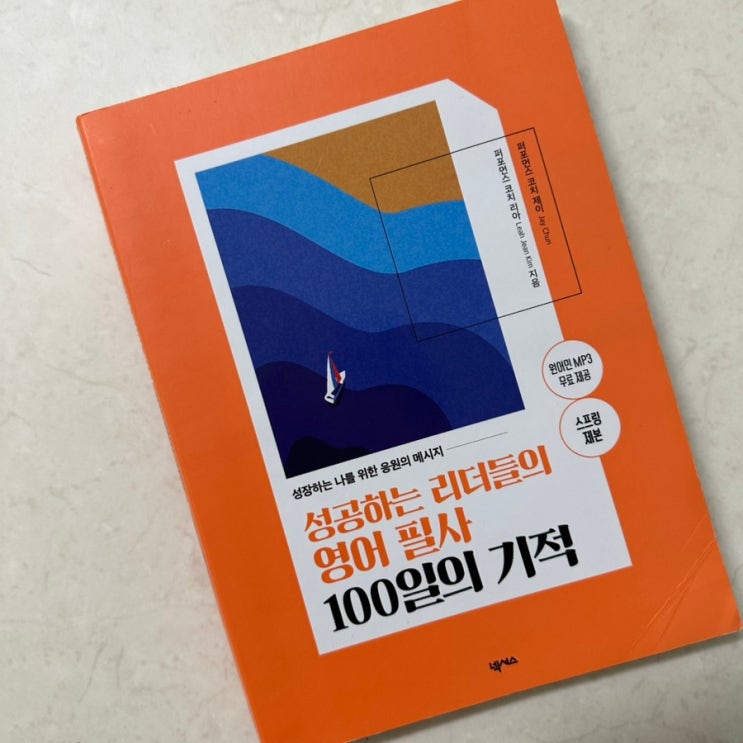 퍼포먼스 코치 제이 Jay Chun
퍼포먼스 코치 리아 Leah Jean Kim 지음
원어민 MP3
무료 제공
스프링
제본
성장하는 나를 위한 응원의 메시지
성공하는 리더들의
영어 필사
100일의 기적
넥서스